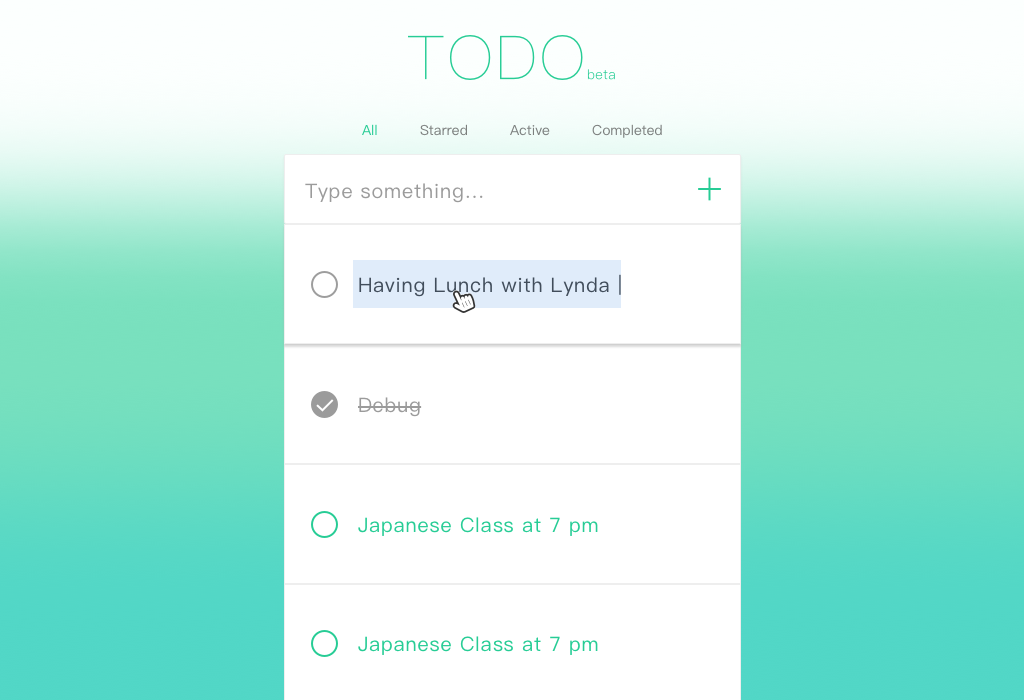 TODO beta
All Starred Active Completed
Type something...
Having Lunch with Lynda
Debug
Japanese Class at 7 pm
Japanese Class at 7 pm